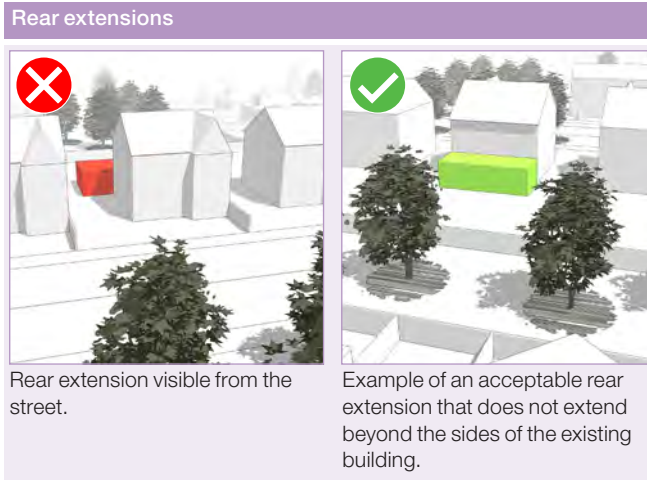 Rear extensions
Rear extension visible from the
street.
Example of an acceptable rear
extension that does not extend
beyond the sides of the existing
building.